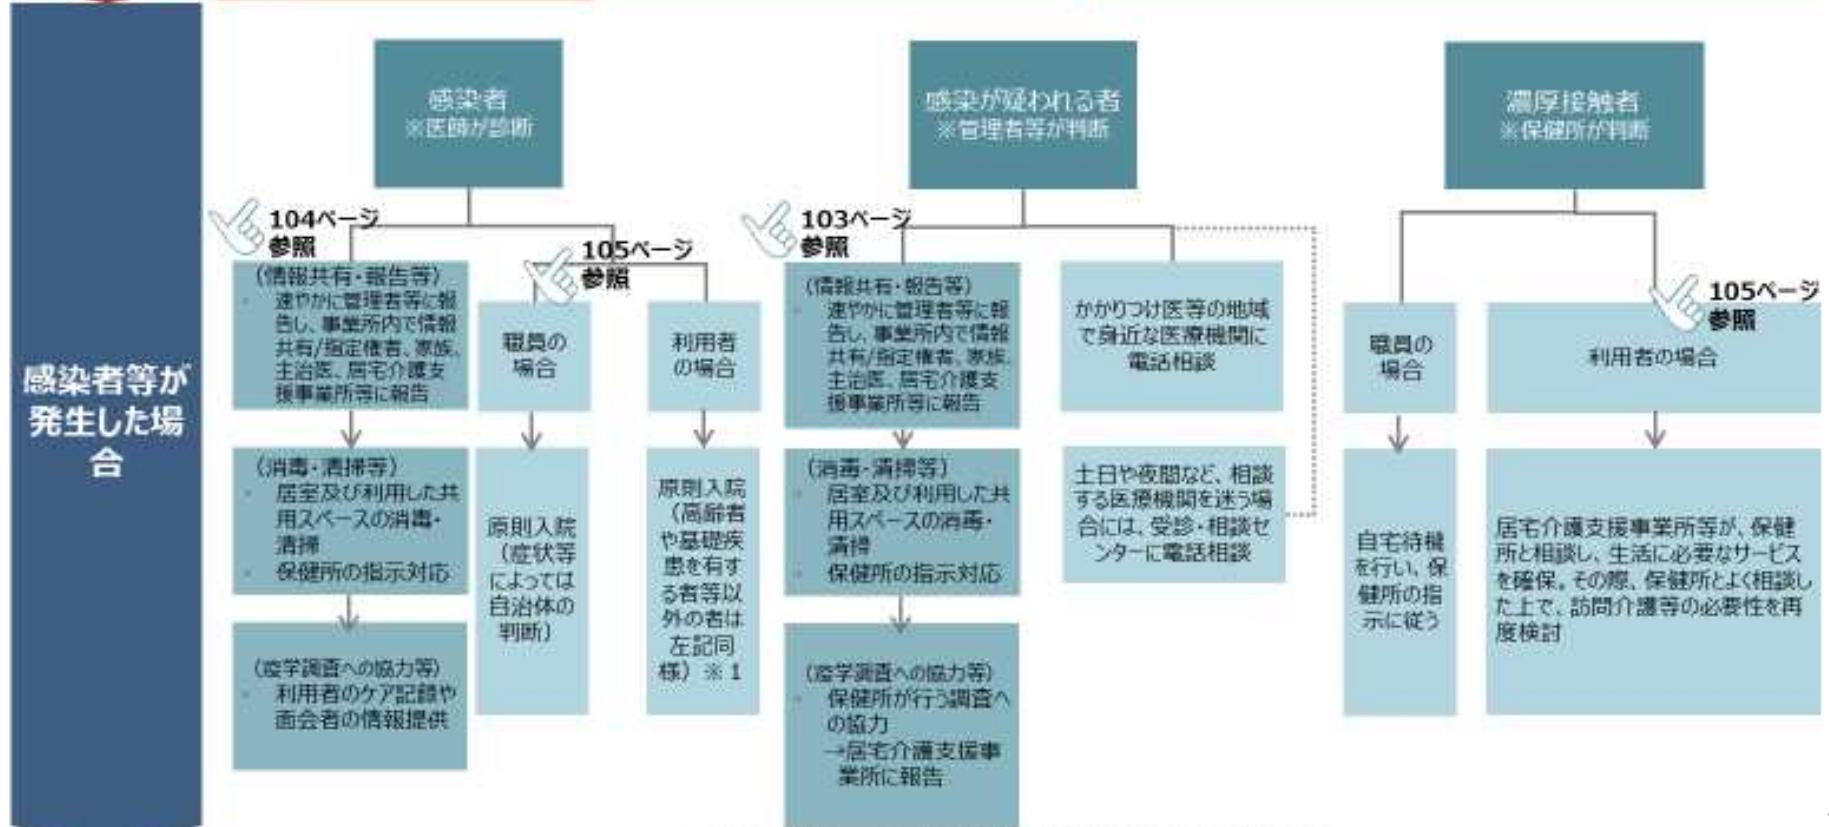 感染者等が
発生した場
合
感染者
※医師が診断
104ページ
参照
105ページ
参照
（情報共有・報告等）
・ 速やかに管理者等に報
告し、事業所内で情報
共有/指定権者、家族、
主治医、居宅介護支
援事業所等に報告
（消毒・清掃等）
・ 居室及び利用した共
用スペースの消毒・
清掃
・ 保健所の指示対応
（疫学調査への協力等）
・ 利用者のケア記録や
面会者の情報提供
職員の
場合
原則入院
（症状等
によっては
自治体の
判断）
利用者
の場合
原則入院
（高齢者
や基礎疾
患を有す
る者等以
外の者は
左記同
様）※１
感染が疑われる者
※管理者等が判断
103ページ
参照
（情報共有・報告等）
・ 速やかに管理者等に報
告し、事業所内で情報
共有/指定権者、家族、
主治医、居宅介護支
援事業所等に報告
（消毒・清掃等）
・ 居室及び利用した共
用スペースの消毒・
清掃
・ 保健所の指示対応
（疫学調査への協力等）
・ 保健所が行う調査へ
の協力
→居宅介護支援事
業所に報告
かかりつけ医等の地域
で身近な医療機関に
電話相談
土日や夜間など、相談
する医療機関を迷う場
合には、受診・相談セ
ンターに電話相談
濃厚接触者
※保健所が判断
職員の
場合
自宅待機
を行い、保
健所の指
示に従う
105ページ
参照
利用者の場合
居宅介護支援事業所等が、保健
所と相談し、生活に必要なサービス
を確保。その際、保健所とよく相談し
た上で、訪問介護等の必要性を再
度検討